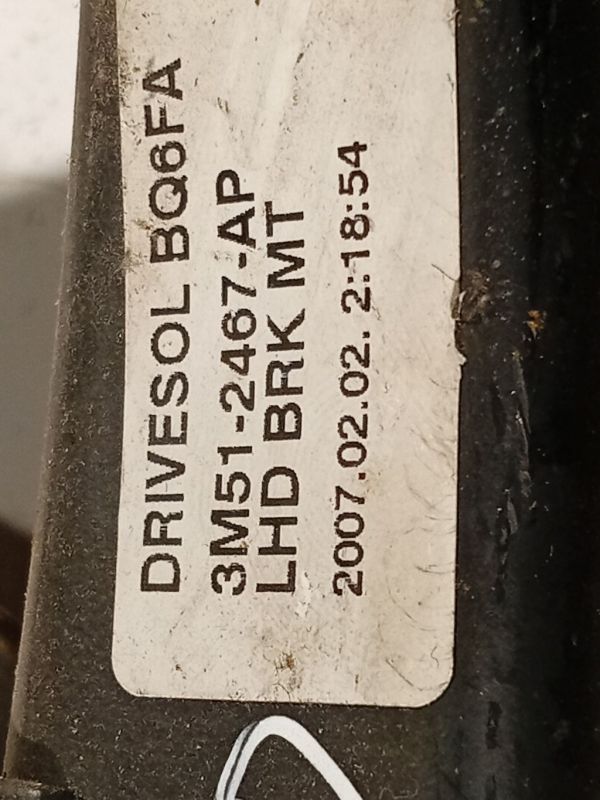 DRIVESOL BQ6FA
3M51-2467-AP
LHD BRK MT
2007.02.02. 2:18:54